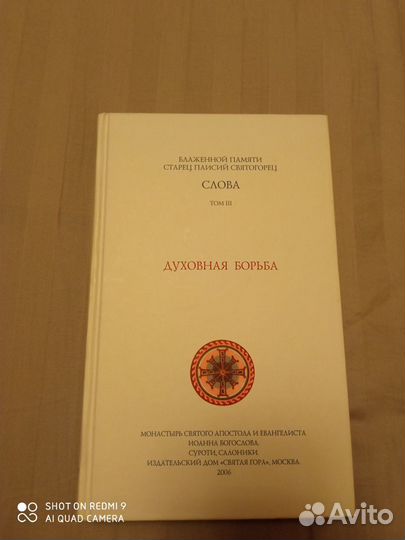 БЛАЖЕННОЙ ПАМЯТИ
СТАРЕЦ ПАИСИЙ СВЯТОГОРЕЦ
СЛОВА
ТОМ III
ДУХОВНАЯ БОРЬБА
МОНАСТЫРЬ СВЯТОГО АПОСТОЛА И ЕВАНГЕЛИСТА
ИОАННА БОГОСЛОВА.
СУРОТИ, САЛОНИКИ
ИЗДАТЕЛЬСКИЙ ДОМ «СВЯТАЯ ГОРА», МОСКВА
2006
SHOT ON REDMI 9
AI QUAD CAMERA
Avito